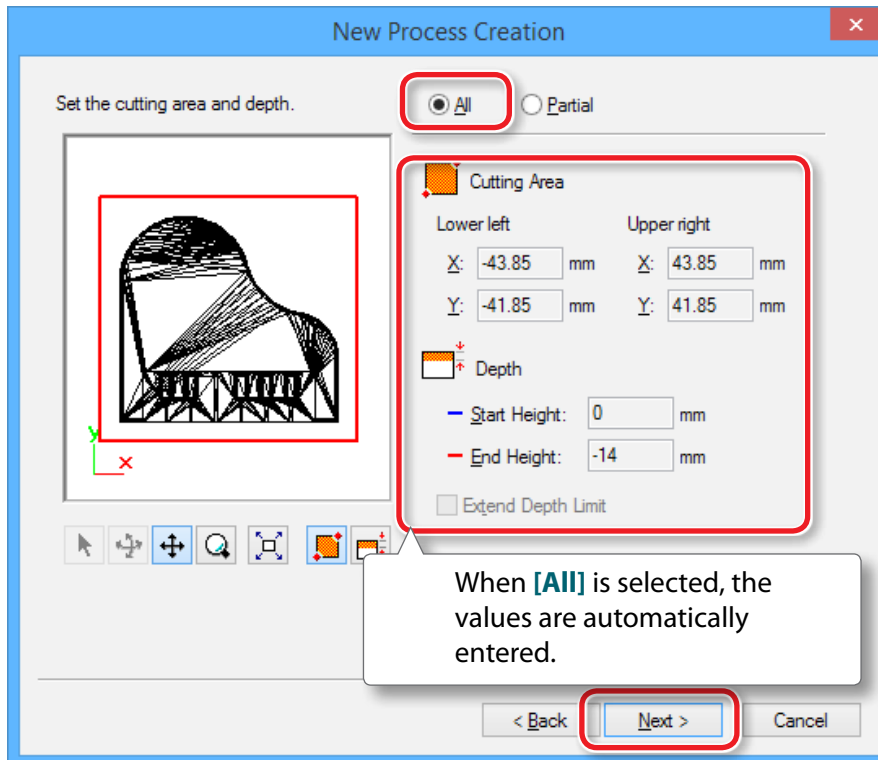 New Process Creation
Set the cutting area and depth.
All Partial
Cutting Area
Lower left Upper right
X: -43.85 mm X: 43.85 mm
Y: -41.85 mm Y: 41.85 mm
Depth
Start Height: 0 mm
End Height: -14 mm
Extend Depth Limit
y
x
When [All] is selected, the
values are automatically
entered.
< Back Next > Cancel